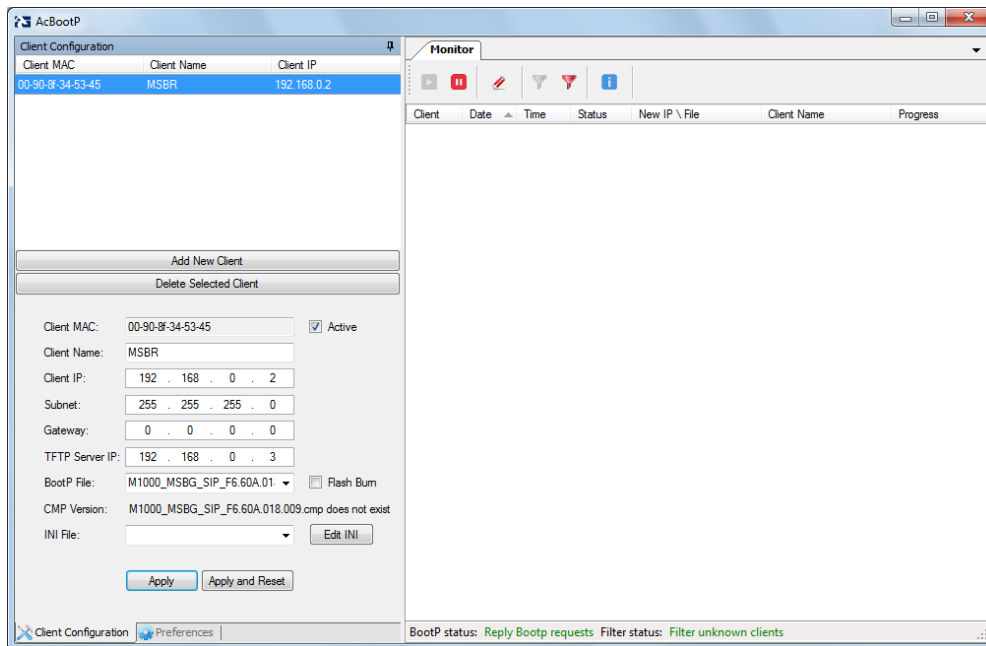 AcBootP
Client Configuration
Client MAC Client Name Client IP
00-90-8f-34-53-45 MSBR 192.168.0.2
Add New Client
Delete Selected Client
Client MAC: 00-90-8f-34-53-45 Active
Client Name: MSBR
Client IP: 192 . 168 . 0 . 2
Subnet: 255 . 255 . 255 . 0
Gateway: 0 . 0 . 0 . 0
TFTP Server IP: 192 . 168 . 0 . 3
BootP File: M1000_MSBG_SIP_F6.60A.01 Flash Burn
CMP Version: M1000_MSBG_SIP_F6.60A.018.009.cmp does not exist
INI File: Edit INI
Apply Apply and Reset
Client Configuration Preferences
Monitor
Client Date Time Status New IP \ File Client Name Progress
BootP status: Reply Bootp requests Filter status: Filter unknown clients